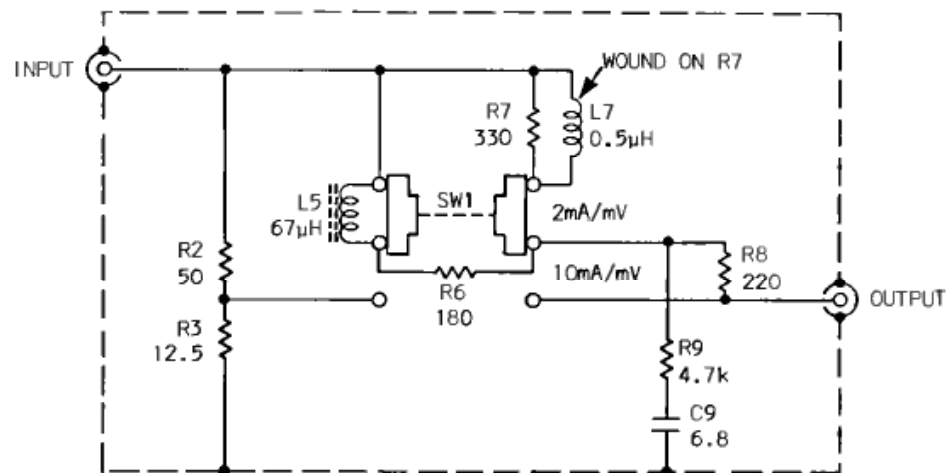 INPUT
WOUND ON R7
R7
330
L7
0.5µH
L5
67µH
SW1
2mA/mV
R2
50
R6
180
10mA/mV
R8
220
OUTPUT
R3
12.5
R9
4.7k
C9
6.8